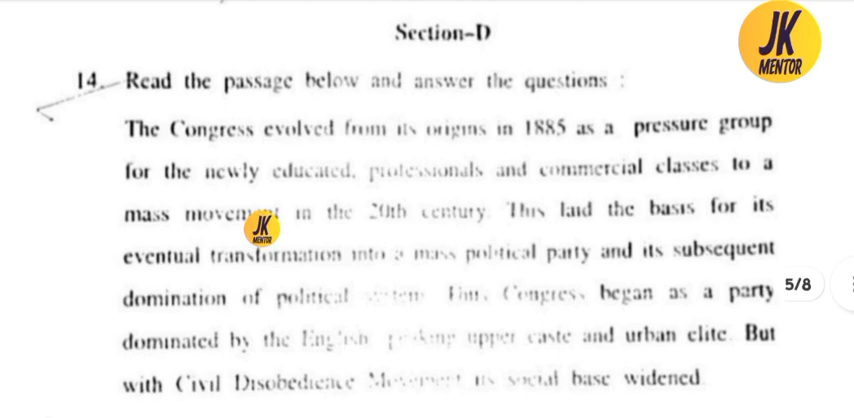 Section-D
JK
MENTOR
14. Read the passage below and answer the questions :
The Congress evolved from its origins in 1885 as a pressure group
for the newly educated, professionals and commercial classes to a
mass movement in the 20th century. This laid the basis for its
JK
MENTOR
eventual transformation into a mass political party and its subsequent
domination of political system. Thus Congress began as a party
5/8
dominated by the English speaking upper caste and urban elite. But
with Civil Disobedience Movement its social base widened.